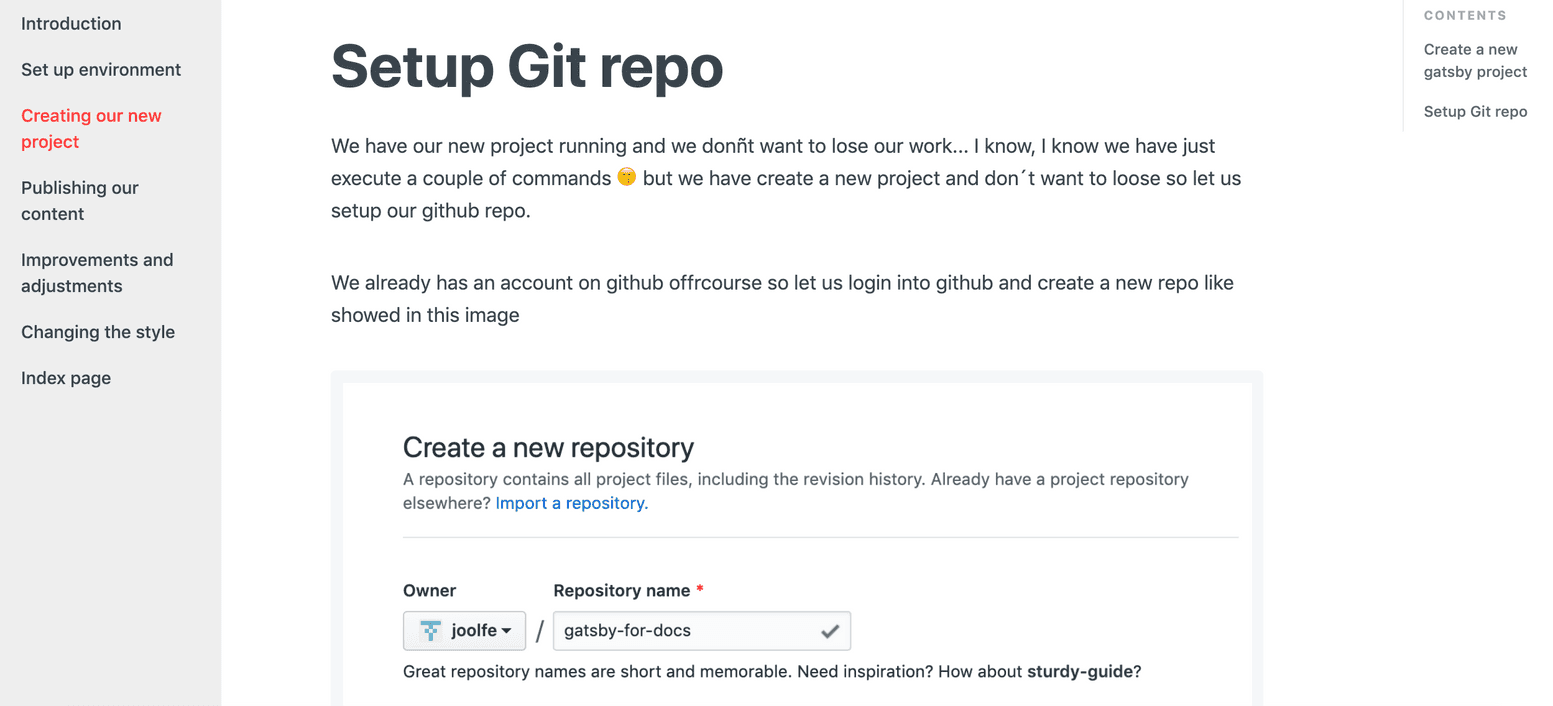 Introduction
Set up environment
Creating our new
project
Publishing our
content
Improvements and
adjustments
Changing the style
Index page
Setup Git repo
We have our new project running and we donñt want to lose our work... I know, I know we have just
execute a couple of commands 🤫 but we have create a new project and don´t want to loose so let us
setup our github repo.
We already has an account on github offrcourse so let us login into github and create a new repo like
showed in this image
Create a new repository
A repository contains all project files, including the revision history. Already have a project repository
elsewhere? Import a repository.
Owner
Repository name *
joolfe
/
gatsby-for-docs
Great repository names are short and memorable. Need inspiration? How about sturdy-guide?
CONTENTS
Create a new
gatsby project
Setup Git repo